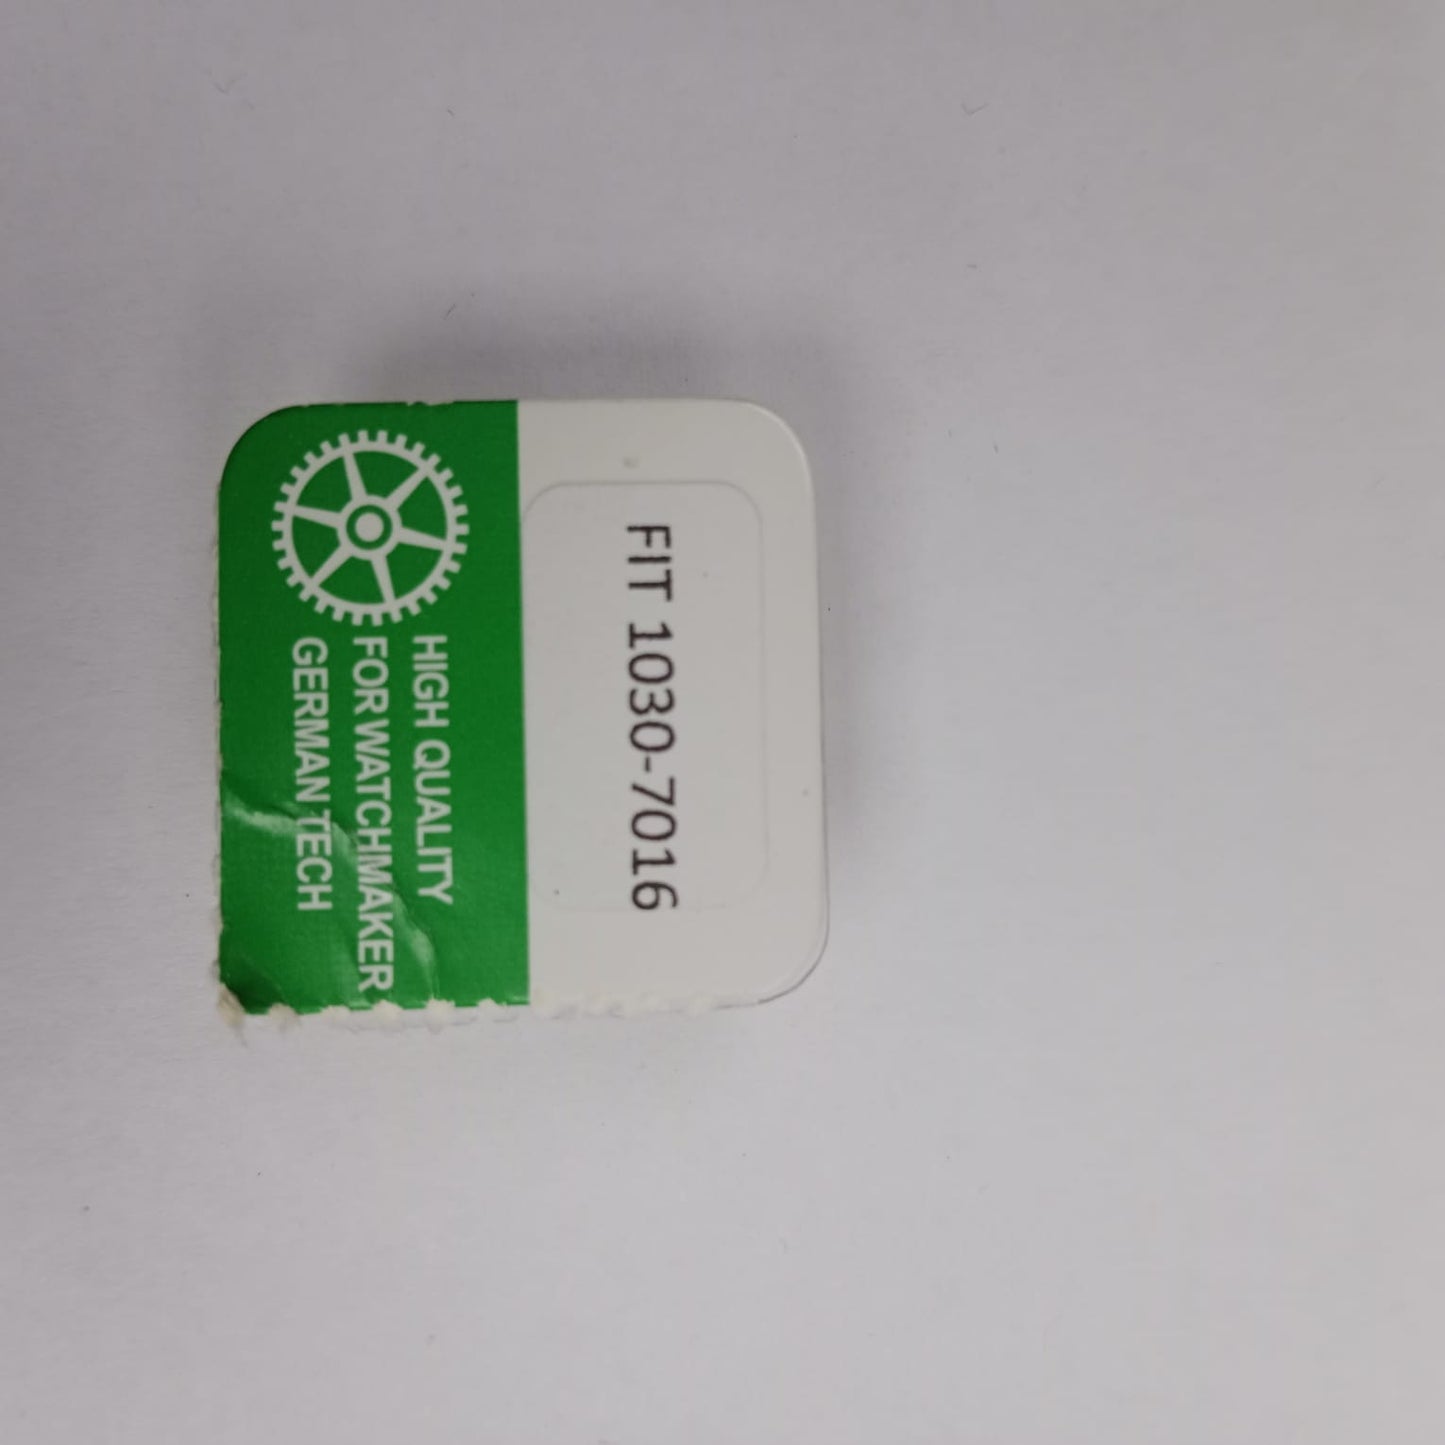 HIGH QUALITY
FOR WATCHMAKER
GERMAN TECH
FIT 1030-7016